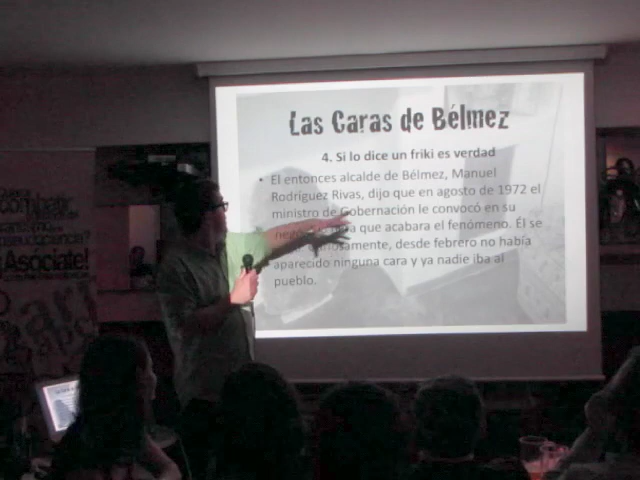 Las Caras de Bélmez
4. Si lo dice un friki es verdad
• El entonces alcalde de Bélmez, Manuel
Rodríguez Rivas, dijo que en agosto de 1972 el
ministro de Gobernación le convocó en su
que acabara el fenómeno. Él se
desde febrero no había
aparecido ninguna cara y ya nadie iba al
pueblo.
combatir
Asóciate!